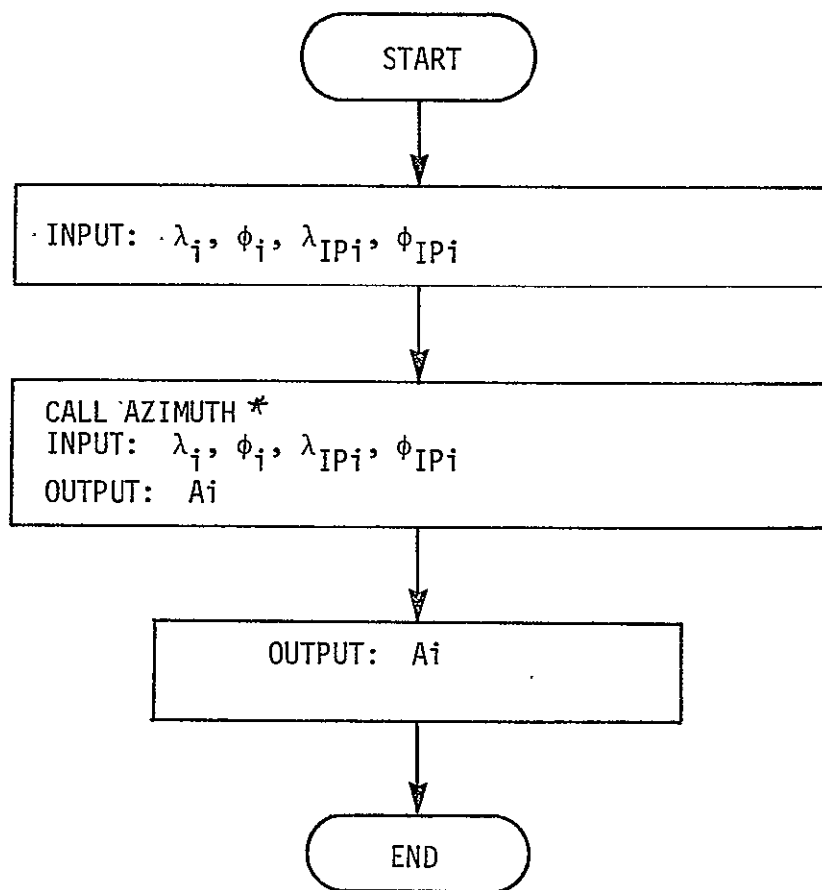 START
INPUT: λi, φi, λIPi, φIPi
CALL AZIMUTH *
INPUT: λi, φi, λIPi, φIPi
OUTPUT: Ai
OUTPUT: Ai
END